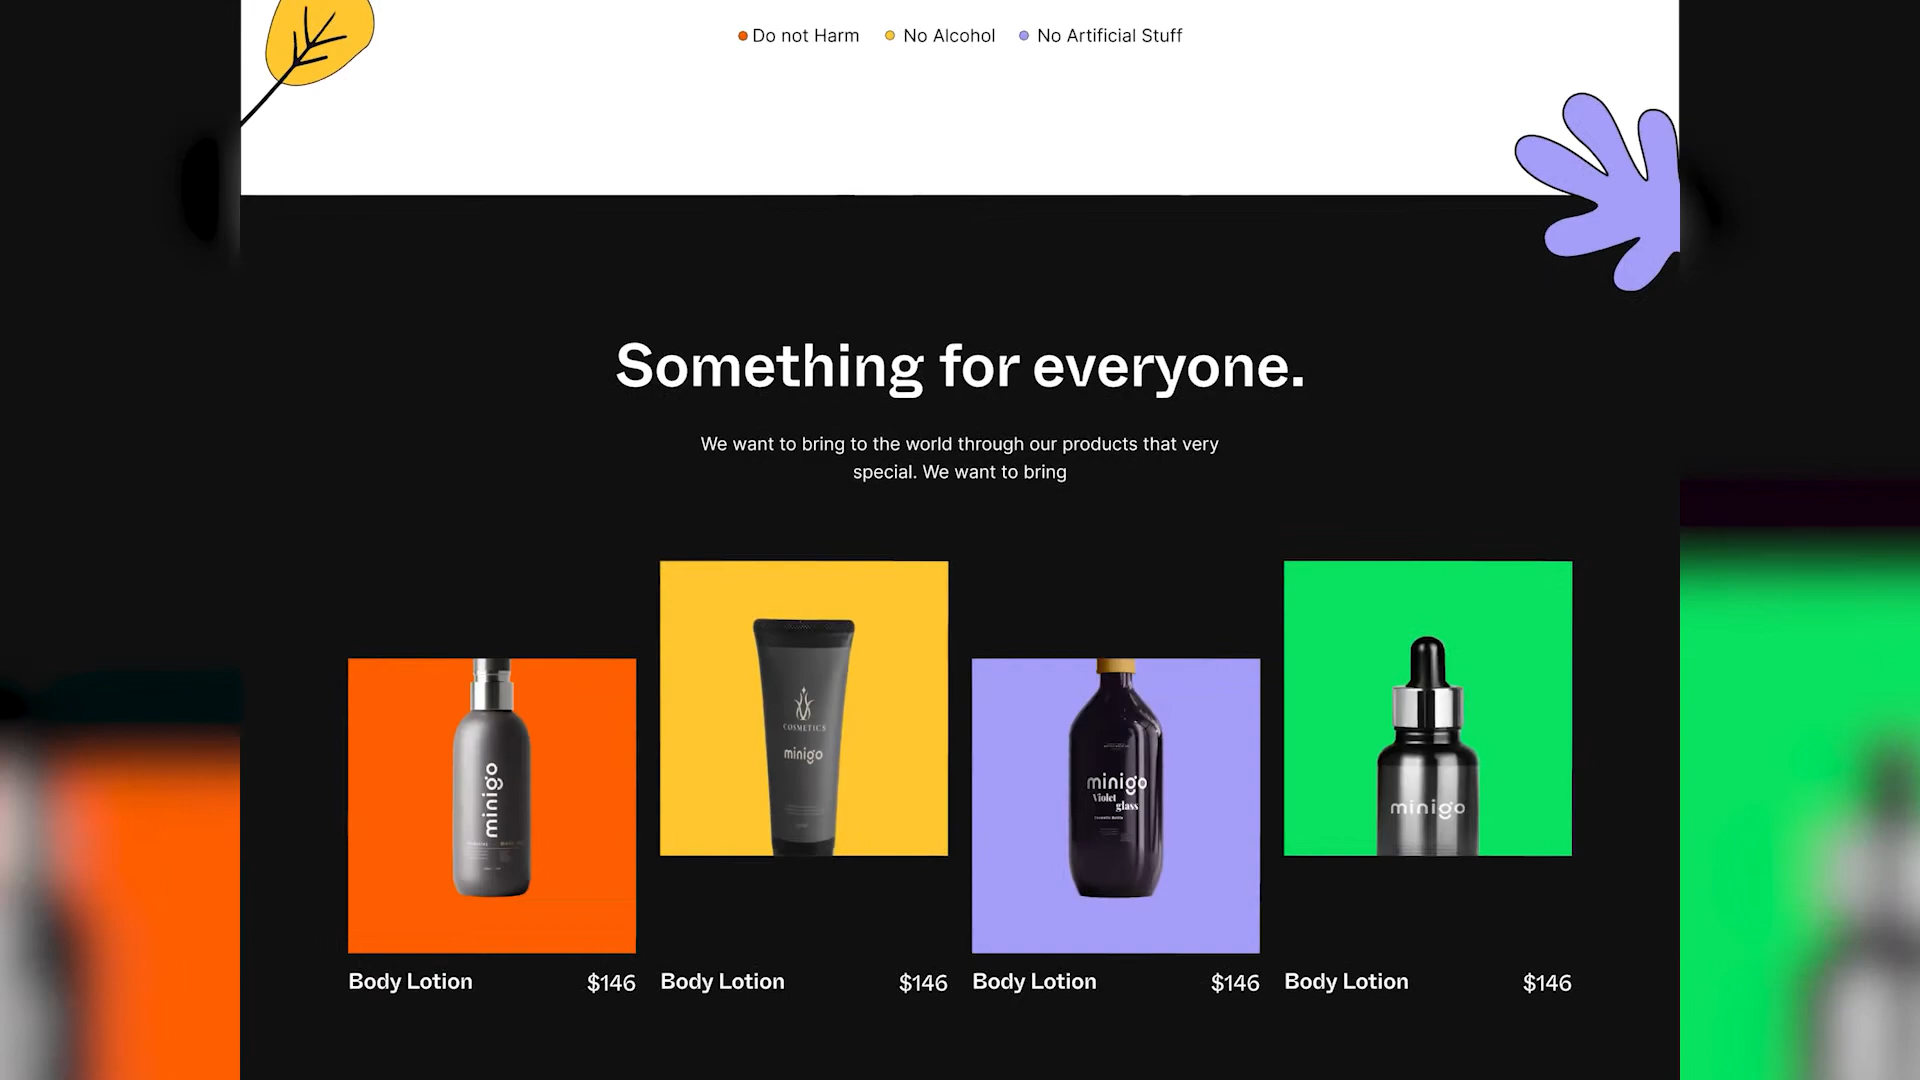 Do not Harm No Alcohol No Artificial Stuff
Something for everyone.
We want to bring to the world through our products that very
special. We want to bring
minigo
COSMETICS
minigo
minigo
Violet
glass
minigo
Body Lotion $146
Body Lotion $146
Body Lotion $146
Body Lotion $146